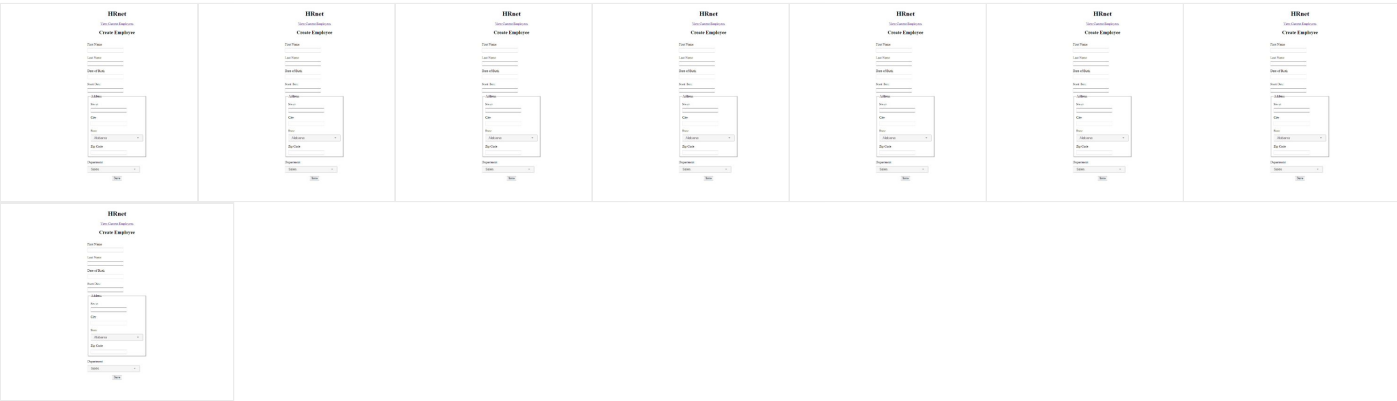 HRnet
View Current Employees
Create Employee
First Name
Last Name
Date of Birth
Start Date
Address
Street
City
State
Alabama
Zip Code
Department
Sales
Save
HRnet
View Current Employees
Create Employee
First Name
Last Name
Date of Birth
Start Date
Address
Street
City
State
Alabama
Zip Code
Department
Sales
Save
HRnet
View Current Employees
Create Employee
First Name
Last Name
Date of Birth
Start Date
Address
Street
City
State
Alabama
Zip Code
Department
Sales
Save
HRnet
View Current Employees
Create Employee
First Name
Last Name
Date of Birth
Start Date
Address
Street
City
State
Alabama
Zip Code
Department
Sales
Save
HRnet
View Current Employees
Create Employee
First Name
Last Name
Date of Birth
Start Date
Address
Street
City
State
Alabama
Zip Code
Department
Sales
Save
HRnet
View Current Employees
Create Employee
First Name
Last Name
Date of Birth
Start Date
Address
Street
City
State
Alabama
Zip Code
Department
Sales
Save
HRnet
View Current Employees
Create Employee
First Name
Last Name
Date of Birth
Start Date
Address
Street
City
State
Alabama
Zip Code
Department
Sales
Save
HRnet
View Current Employees
Create Employee
First Name
Last Name
Date of Birth
Start Date
Address
Street
City
State
Alabama
Zip Code
Department
Sales
Save